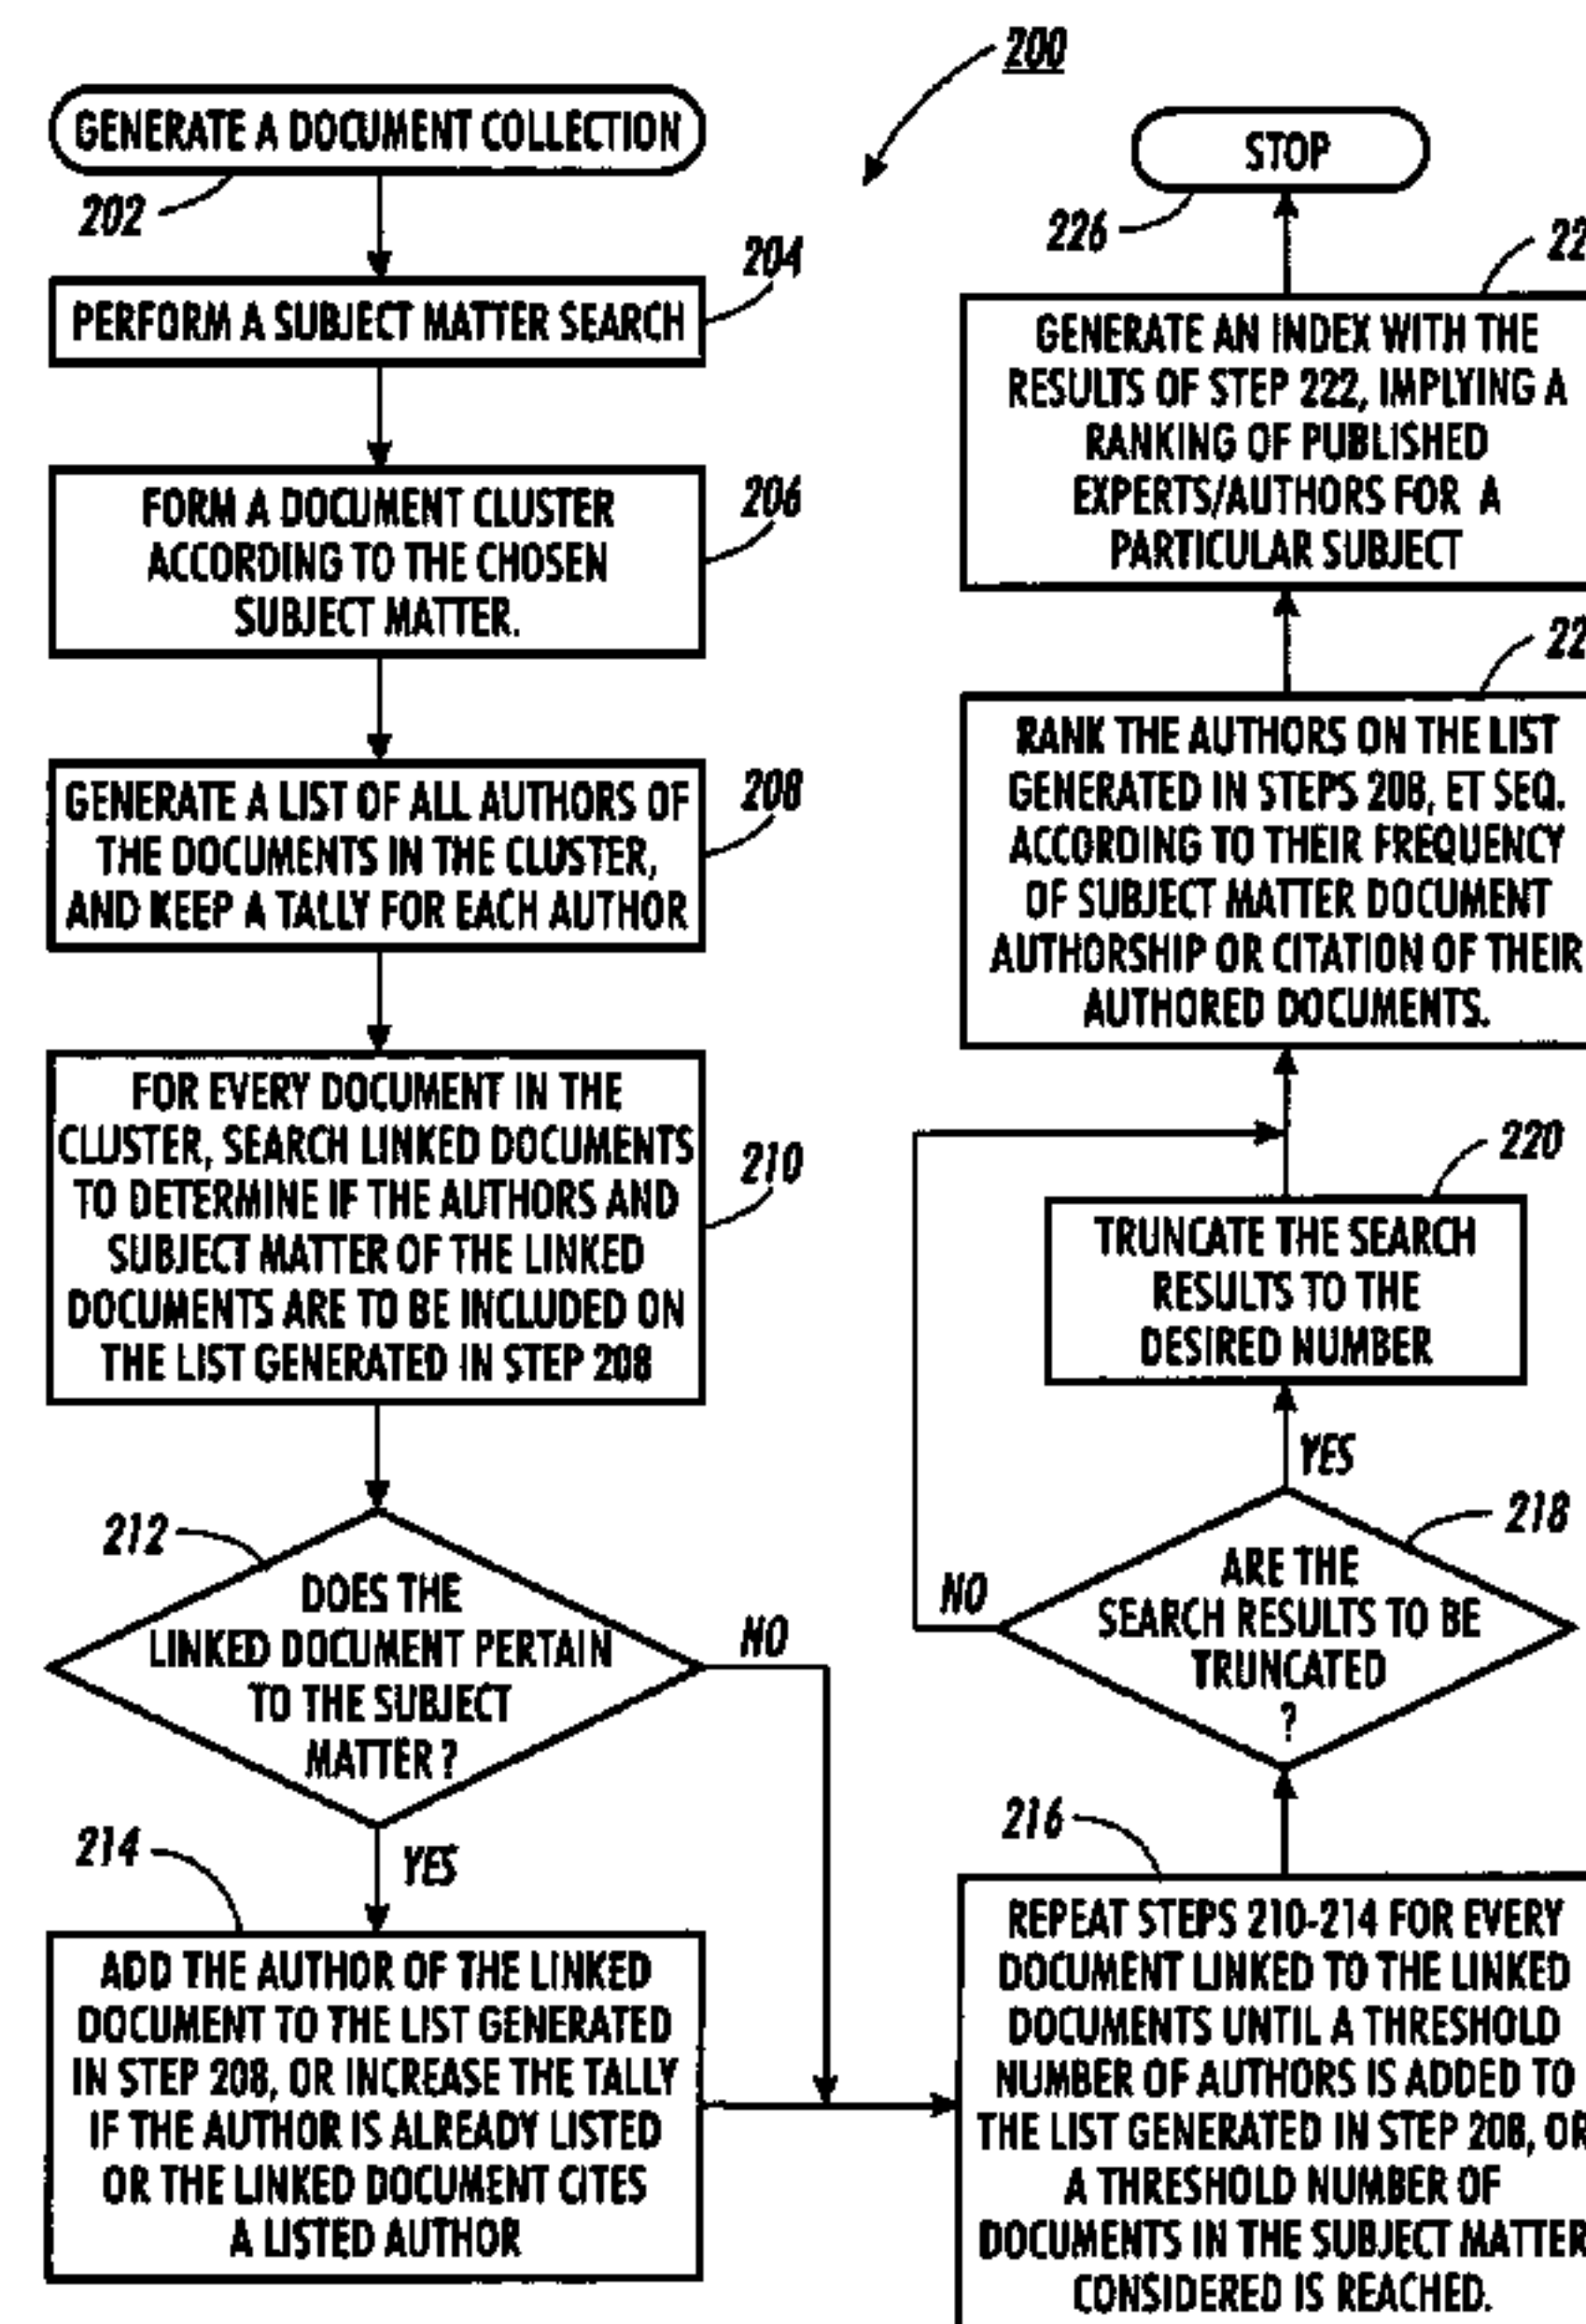 200
GENERATE A DOCUMENT COLLECTION
202
204
PERFORM A SUBJECT MATTER SEARCH
206
FORM A DOCUMENT CLUSTER
ACCORDING TO THE CHOSEN
SUBJECT MATTER.
208
GENERATE A LIST OF ALL AUTHORS OF
THE DOCUMENTS IN THE CLUSTER,
AND KEEP A TALLY FOR EACH AUTHOR
210
FOR EVERY DOCUMENT IN THE
CLUSTER, SEARCH LINKED DOCUMENTS
TO DETERMINE IF THE AUTHORS AND
SUBJECT MATTER OF THE LINKED
DOCUMENTS ARE TO BE INCLUDED ON
THE LIST GENERATED IN STEP 208
212
DOES THE
LINKED DOCUMENT PERTAIN
TO THE SUBJECT
MATTER?
NO
YES
214
ADD THE AUTHOR OF THE LINKED
DOCUMENT TO THE LIST GENERATED
IN STEP 208, OR INCREASE THE TALLY
IF THE AUTHOR IS ALREADY LISTED
OR THE LINKED DOCUMENT CITES
A LISTED AUTHOR
STOP
226
22
GENERATE AN INDEX WITH THE
RESULTS OF STEP 222, IMPLYING A
RANKING OF PUBLISHED
EXPERTS/AUTHORS FOR A
PARTICULAR SUBJECT
22
RANK THE AUTHORS ON THE LIST
GENERATED IN STEPS 208, ET SEQ.
ACCORDING TO THEIR FREQUENCY
OF SUBJECT MATTER DOCUMENT
AUTHORSHIP OR CITATION OF THEIR
AUTHORED DOCUMENTS.
220
TRUNCATE THE SEARCH
RESULTS TO THE
DESIRED NUMBER
YES
218
ARE THE
SEARCH RESULTS TO BE
TRUNCATED
?
NO
216
REPEAT STEPS 210-214 FOR EVERY
DOCUMENT LINKED TO THE LINKED
DOCUMENTS UNTIL A THRESHOLD
NUMBER OF AUTHORS IS ADDED TO
THE LIST GENERATED IN STEP 208, OR
A THRESHOLD NUMBER OF
DOCUMENTS IN THE SUBJECT MATTER
CONSIDERED IS REACHED.